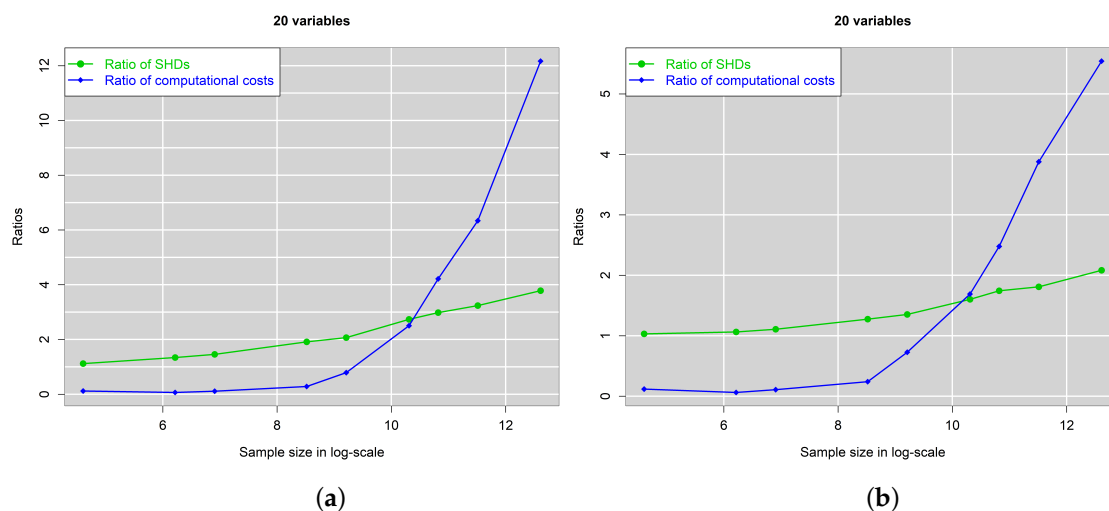 20 variables
Ratio of SHDs
Ratio of computational costs
12
10
8
6
4
2
0
Ratios
6 8 10 12
Sample size in log-scale
(a)
20 variables
Ratio of SHDs
Ratio of computational costs
5
4
3
2
1
0
Ratios
6 8 10 12
Sample size in log-scale
(b)